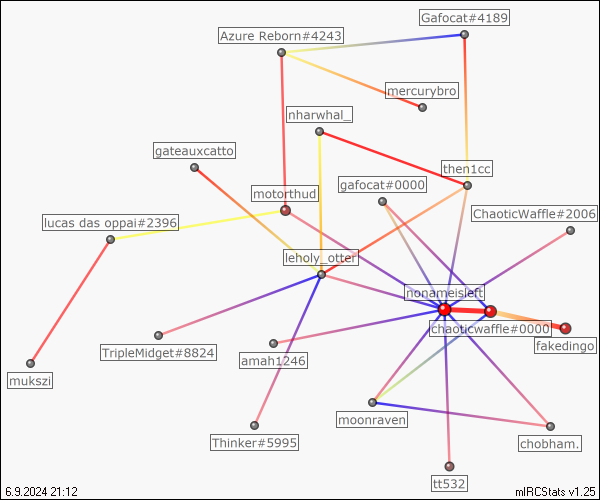 Gafocat#4189
Azure Reborn#4243
mercurybro
nharwhal_
gateauxcatto
then1cc
gafocat#0000
motorthud
ChaoticWaffle#2006
lucas das oppai#2396
leholy_otter
nonameisleft
chaoticwaffle#0000
fakedingo
TripleMidget#8824
amah1246
mukszi
moonraven
Thinker#5995
chobham.
tt532
6.9.2024 21:12
mIRCStats v1.25